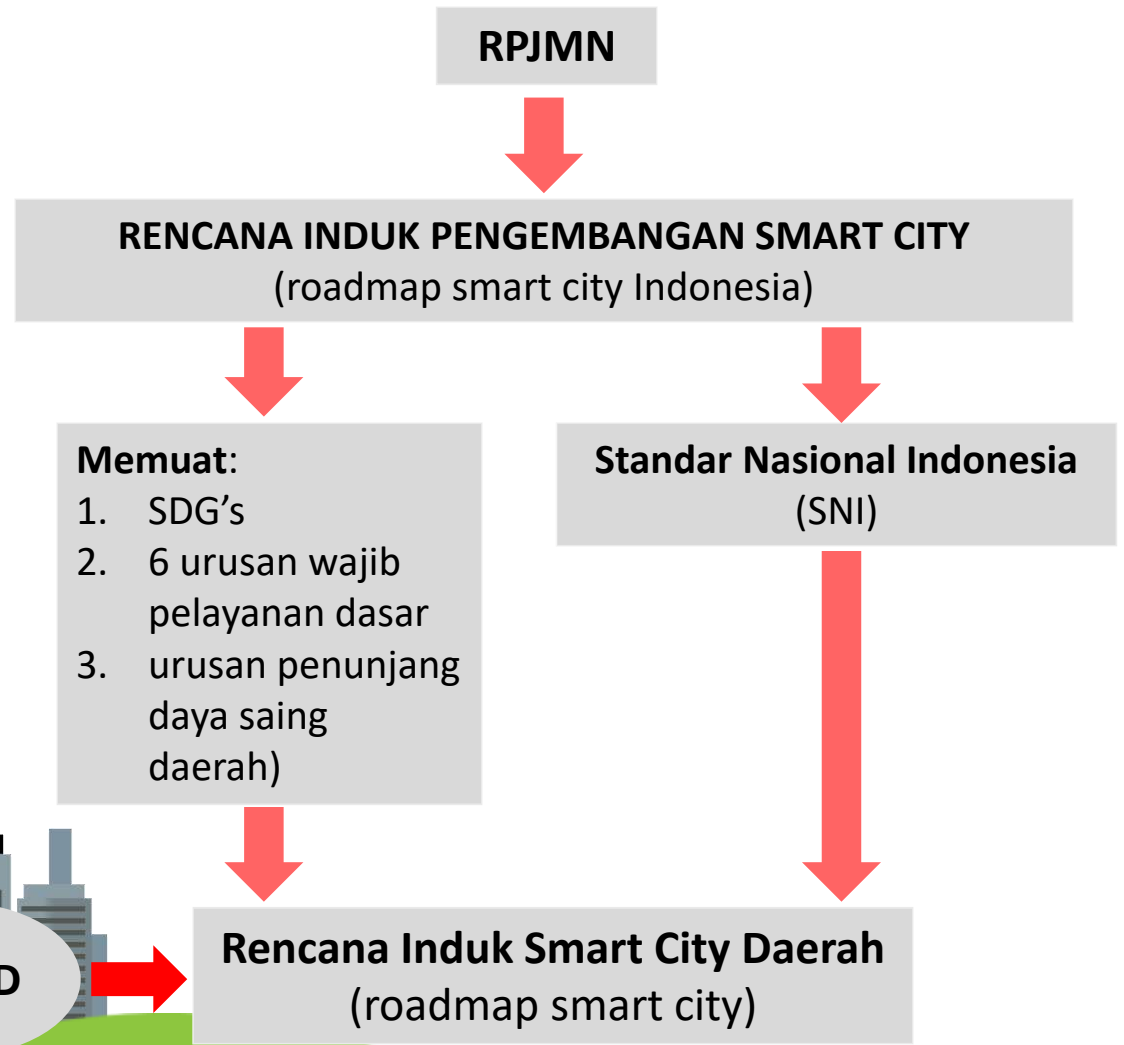 RPJMN
RENCANA INDUK PENGEMBANGAN SMART CITY
(roadmap smart city Indonesia)
Memuat:
1. SDG's
2. 6 urusan wajib
pelayanan dasar
3. urusan penunjang
daya saing
daerah)
Standar Nasional Indonesia
(SNI)
Rencana Induk Smart City Daerah
(roadmap smart city)